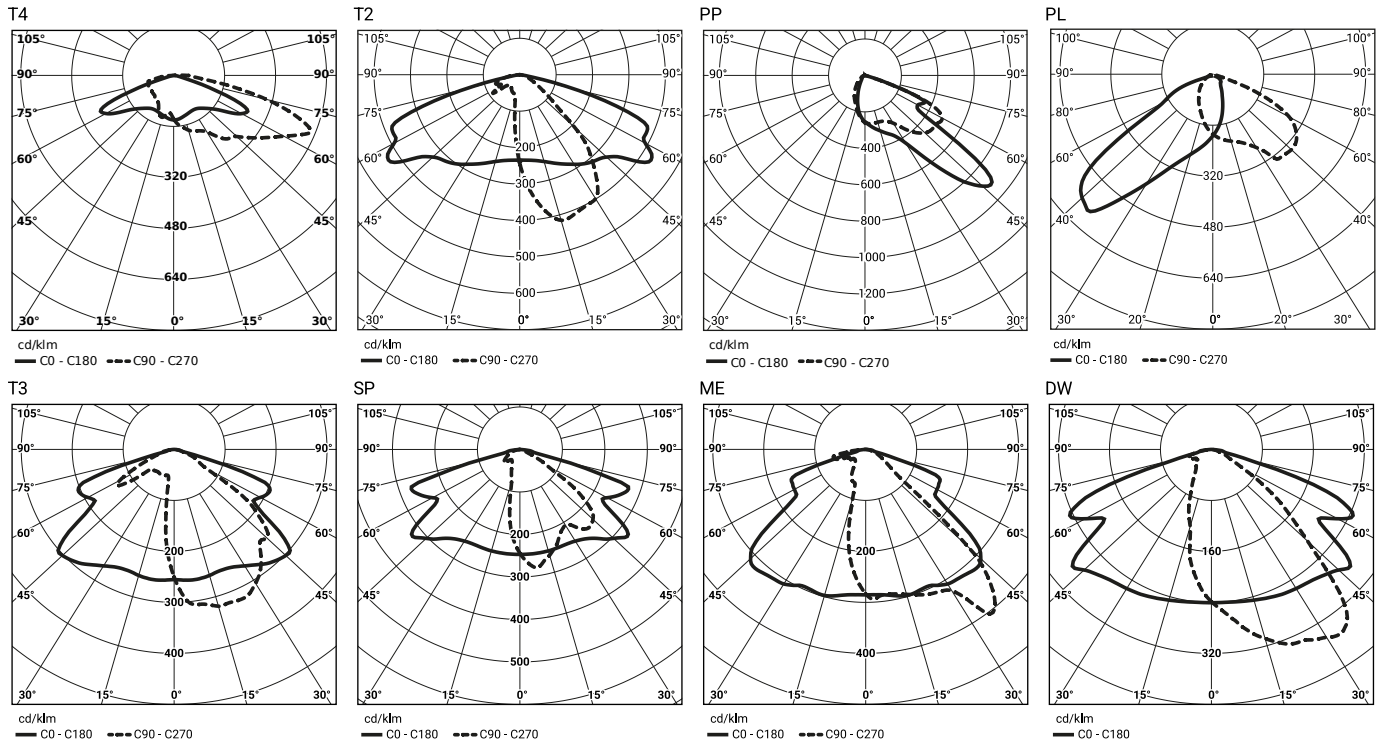 T4 T2 PP PL
105° 105° 105° 105° 105° 105° 100° 100°
90° 90° 90° 90° 90° 90° 90° 90°
75° 75° 75° 75° 75° 75° 80° 80°
60° 320 60° 60° 200 300 60° 60° 400 600 60° 60° 320 60°
45° 480 45° 45° 400 500 45° 45° 800 1000 45° 40° 480 40°
640 600 1200 640
30° 15° 0° 15° 30° 30° 15° 0° 15° 30° 30° 15° 0° 15° 30° 30° 20° 0° 20° 30°
cd/klm cd/klm cd/klm cd/klm
C0 - C180 C90 - C270 C0 - C180 C90 - C270 C0 - C180 C90 - C270 C0 - C180 C90 - C270
T3 SP ME DW
105° 105° 105° 105° 105° 105° 105° 105°
90° 90° 90° 90° 90° 90° 90° 90°
75° 75° 75° 75° 75° 75° 75° 75°
60° 200 60° 60° 200 60° 60° 200 60° 60° 160 60°
45° 300 45° 45° 300 400 45° 45° 45° 45° 45°
400 500 400 320
30° 15° 0° 15° 30° 30° 15° 0° 15° 30° 30° 15° 0° 15° 30° 30° 15° 0° 15° 30°
cd/klm cd/klm cd/klm cd/klm
C0 - C180 C90 - C270 C0 - C180 C90 - C270 C0 - C180 C90 - C270 C0 - C180 C90 - C270